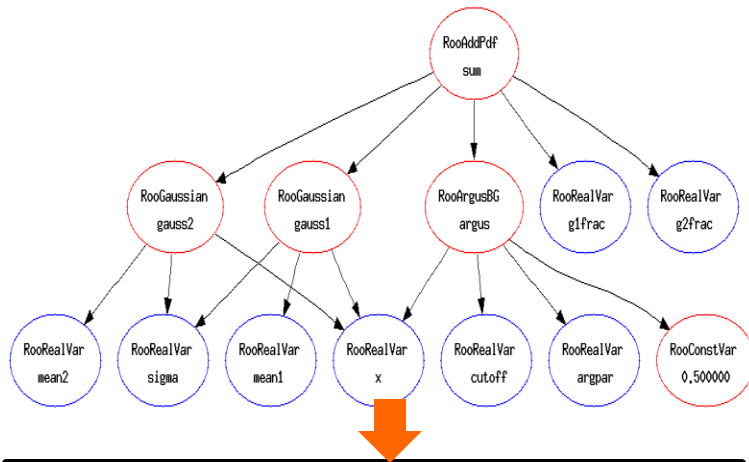 RooAddPdf
sum
RooGaussian
gauss2
RooGaussian
gauss1
RooArgusBG
argus
RooRealVar
g1frac
RooRealVar
g2frac
RooRealVar
mean2
RooRealVar
sigma
RooRealVar
mean1
RooRealVar
x
RooRealVar
cutoff
RooRealVar
argpar
RooConstVar
0.500000